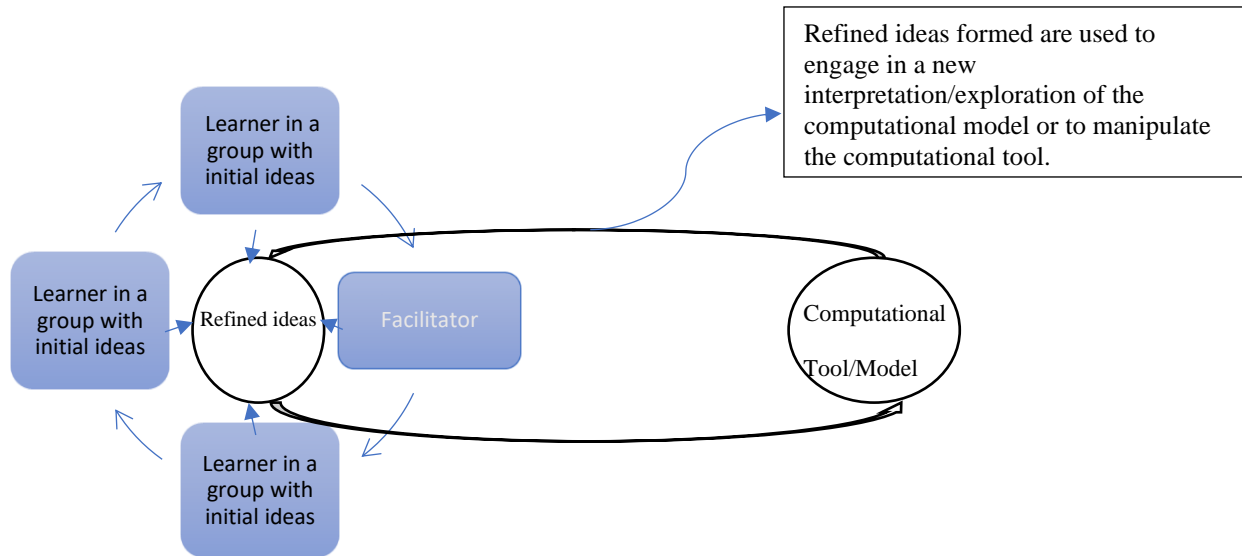 Refined ideas formed are used to
engage in a new
interpretation/exploration of the
computational model or to manipulate
the computational tool.
Learner in a
group with
initial ideas
Learner in a
group with
initial ideas
Refined ideas
Facilitator
Computational
Tool/Model
Learner in a
group with
initial ideas